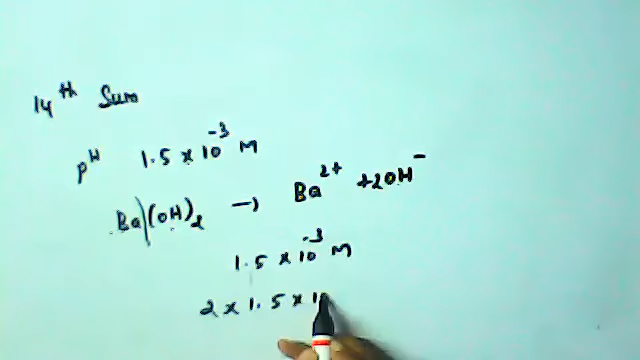 14th Sum
pH 1.5 x 10⁻³ M
Ba(OH)₂ → Ba²⁺ + 2OH⁻
1.5 x 10⁻³ M
2 x 1.5 x 10